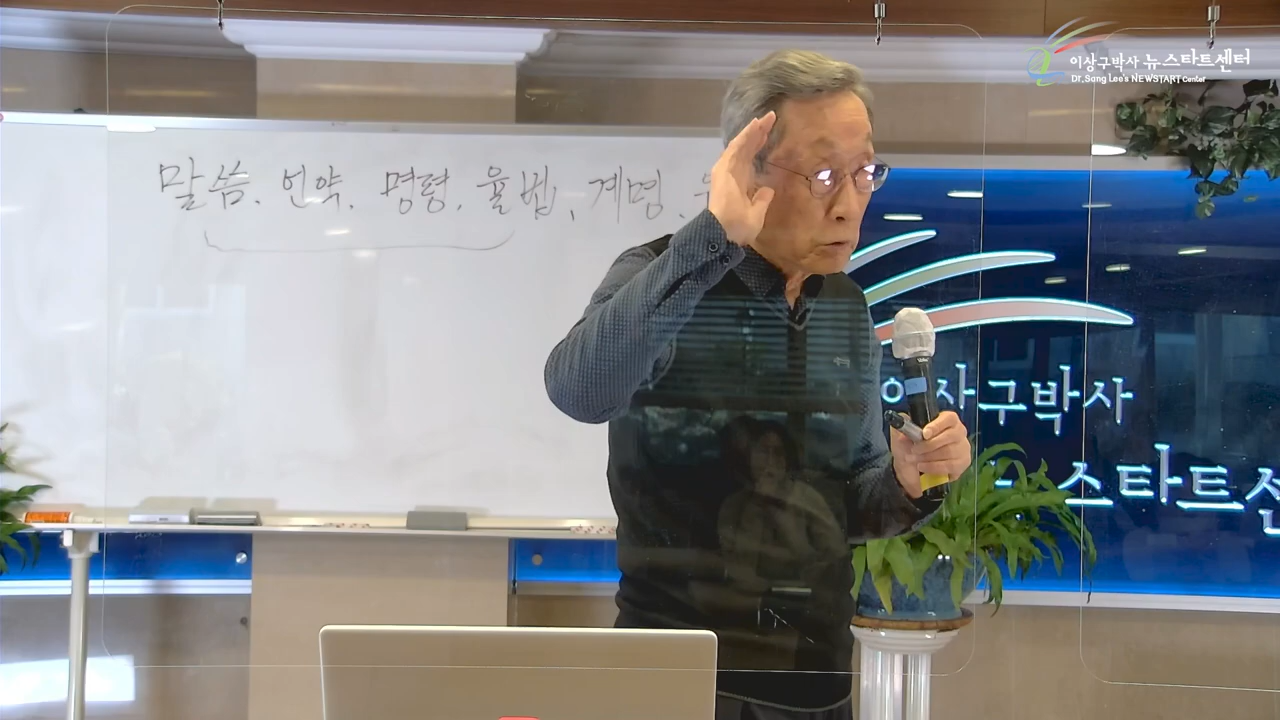 이상구박사 뉴스타트센터
Dr. Sang Lee's NEWSTART Center
말씀. 언약. 명령. 율법, 계명.
이상구박사
스타트센